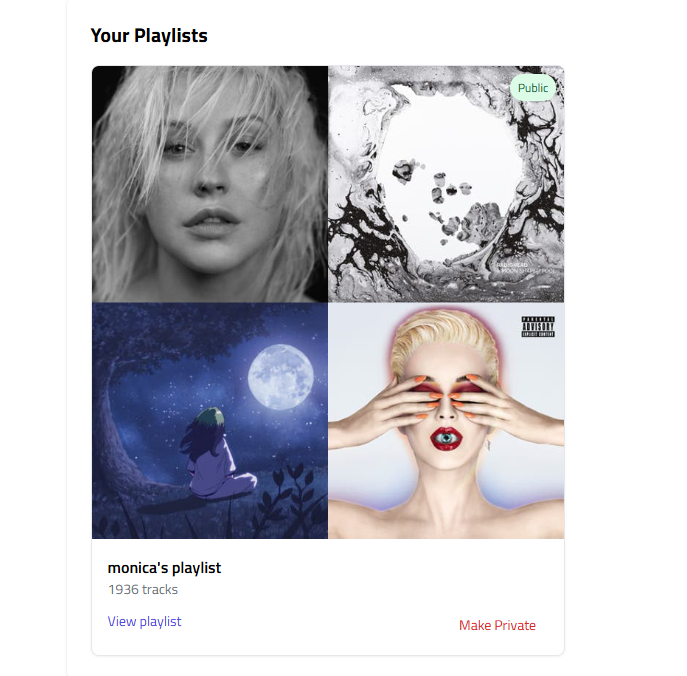 Your Playlists
Public
RADIOHEAD
A MOON SHAPED POOL
PARENTAL
ADVISORY
EXPLICIT CONTENT
monica's playlist
1936 tracks
View playlist
Make Private